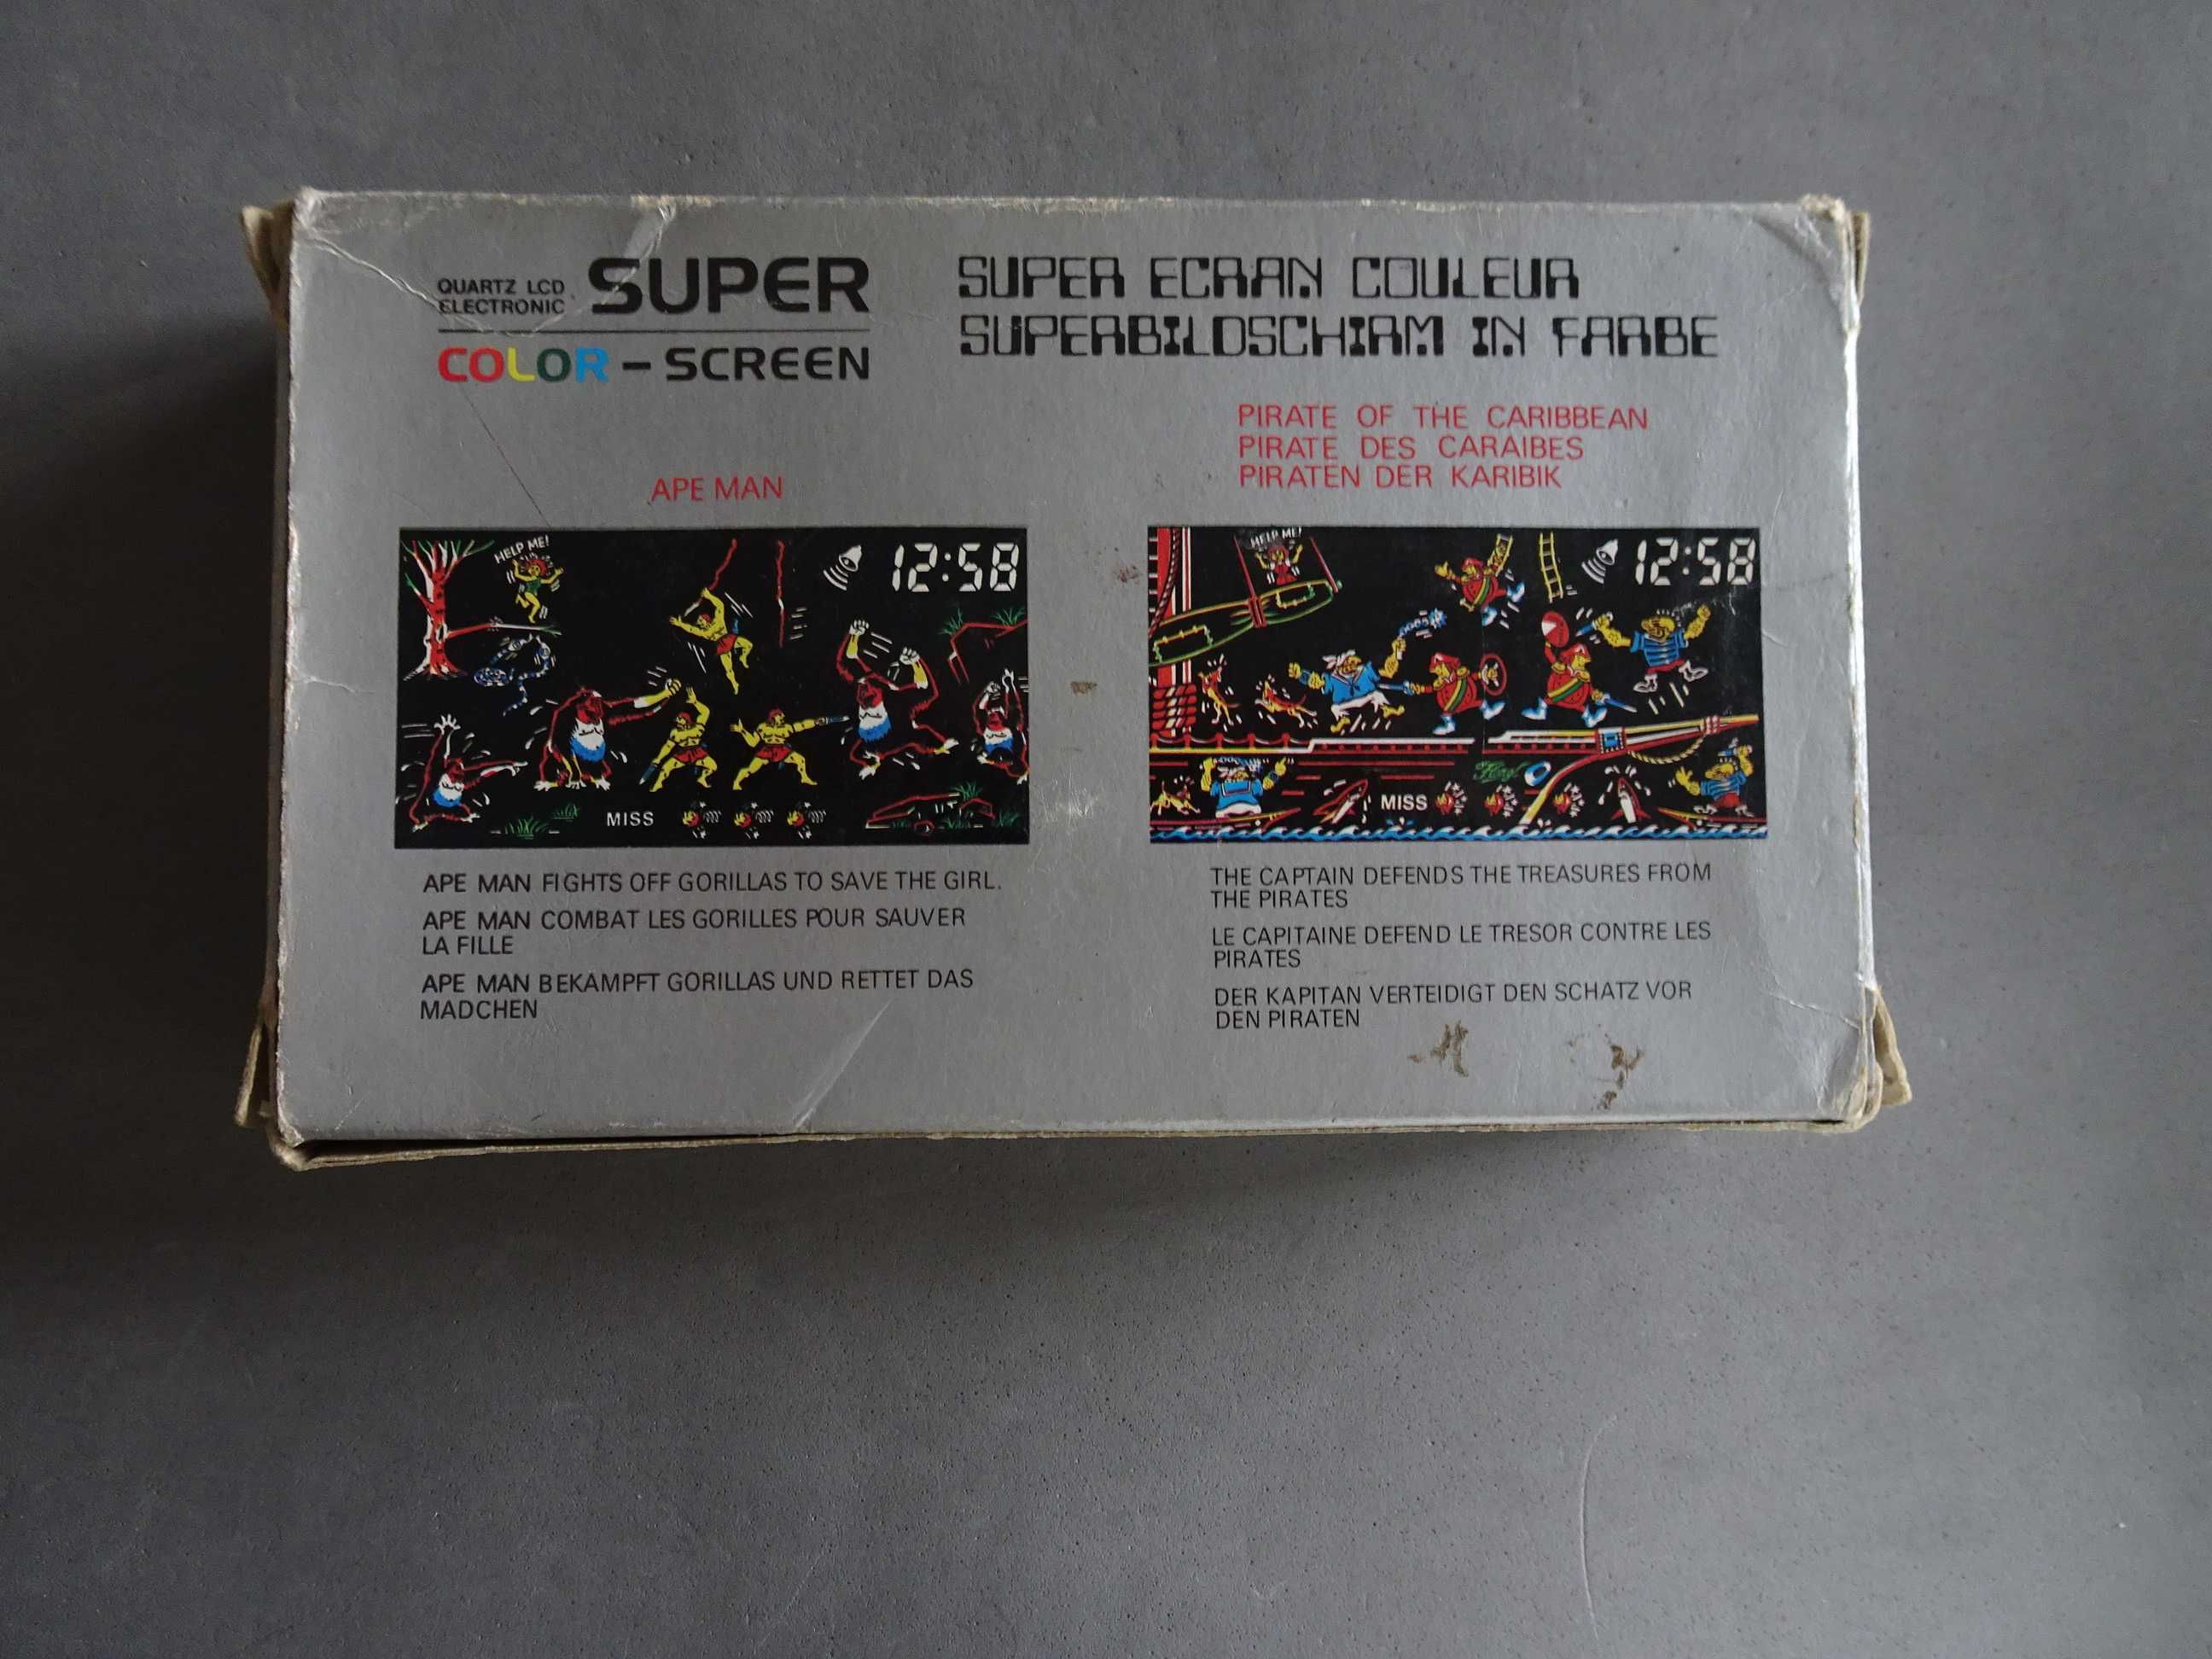 QUARTZ LCD
ELECTRONIC
SUPER
COLOR - SCREEN
SUPER ECRAN COULEUR
SUPERBILDSCHIRM IN FARBE
APE MAN
PIRATE OF THE CARIBBEAN
PIRATE DES CARAIBES
PIRATEN DER KARIBIK
HELP ME!
12:58
MISS
HELP ME!
12:58
MISS
APE MAN FIGHTS OFF GORILLAS TO SAVE THE GIRL.
APE MAN COMBAT LES GORILLES POUR SAUVER
LA FILLE
APE MAN BEKAMPFT GORILLAS UND RETTET DAS
MADCHEN
THE CAPTAIN DEFENDS THE TREASURES FROM
THE PIRATES
LE CAPITAINE DEFEND LE TRESOR CONTRE LES
PIRATES
DER KAPITAN VERTEIDIGT DEN SCHATZ VOR
DEN PIRATEN